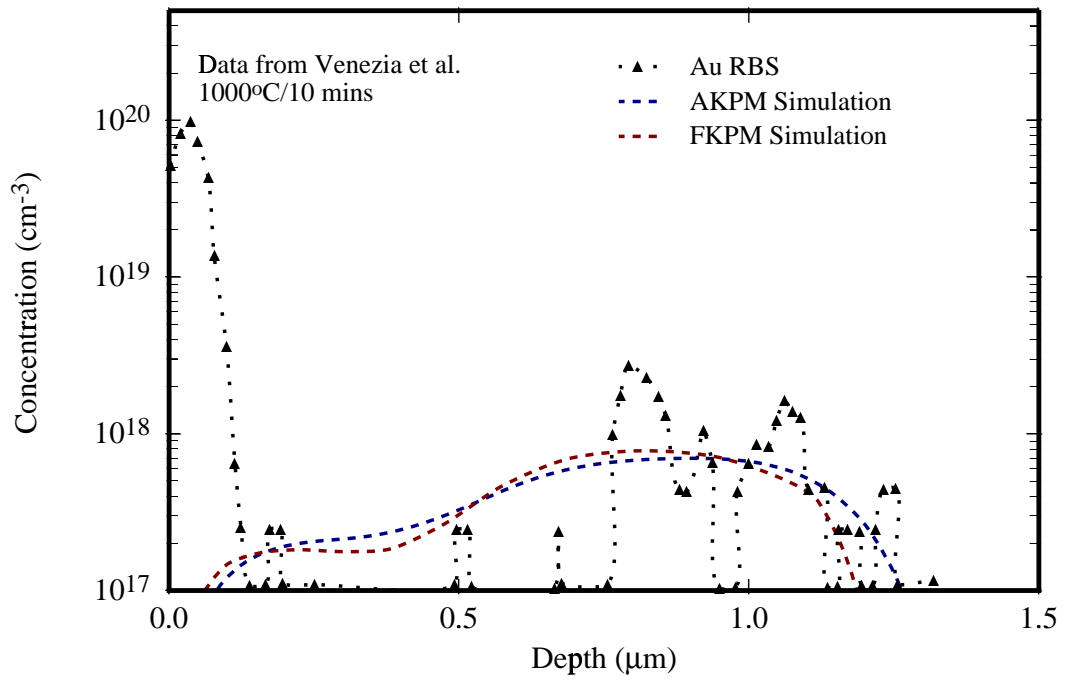 Data from Venezia et al.
1000°C/10 mins
Au RBS
AKPM Simulation
FKPM Simulation
10^20
10^19
10^18
10^17
Concentration (cm^-3)
0.0
0.5
1.0
1.5
Depth (μm)